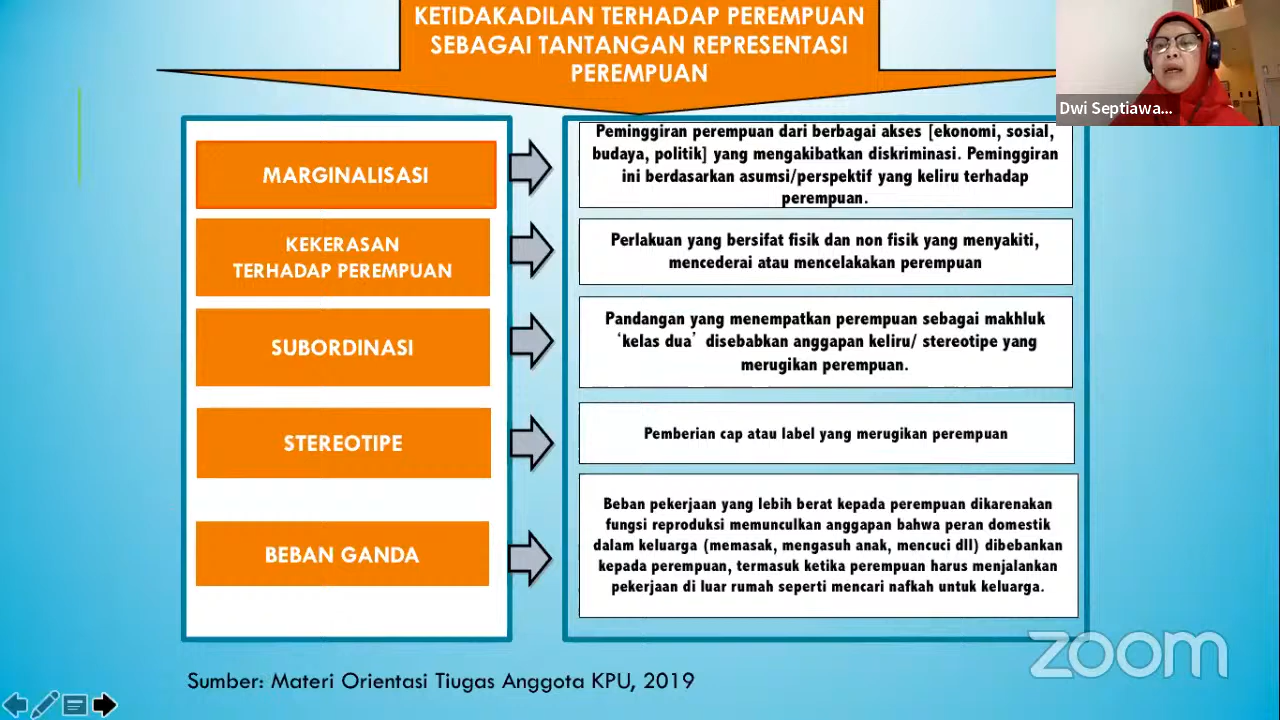 KETIDAKADILAN TERHADAP PEREMPUAN
SEBAGAI TANTANGAN REPRESENTASI
PEREMPUAN
Dwi Septiawa...
MARGINALISASI
Peminggiran perempuan dari berbagai akses [ekonomi, sosial,
budaya, politik] yang mengakibatkan diskriminasi. Peminggiran
ini berdasarkan asumsi/perspektif yang keliru terhadap
perempuan.
KEKERASAN
TERHADAP PEREMPUAN
Perlakuan yang bersifat fisik dan non fisik yang menyakiti,
mencederai atau mencelakakan perempuan
SUBORDINASI
Pandangan yang menempatkan perempuan sebagai makhluk
‘kelas dua’ disebabkan anggapan keliru/ stereotipe yang
merugikan perempuan.
STEREOTIPE
Pemberian cap atau label yang merugikan perempuan
BEBAN GANDA
Beban pekerjaan yang lebih berat kepada perempuan dikarenakan
fungsi reproduksi memunculkan anggapan bahwa peran domestik
dalam keluarga (memasak, mengasuh anak, mencuci dll) dibebankan
kepada perempuan, termasuk ketika perempuan harus menjalankan
pekerjaan di luar rumah seperti mencari nafkah untuk keluarga.
zoom
Sumber: Materi Orientasi Tiugas Anggota KPU, 2019